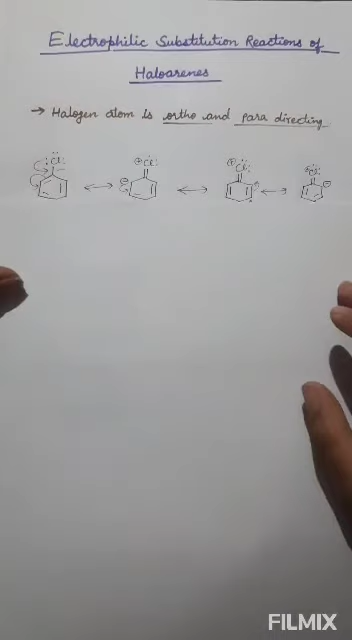 Electrophilic Substitution Reactions of
Haloarenes
→ Halogen atom is ortho and para directing
:C̈l: ↔ ⊕ :C̈l ⊖ ↔ ⊕ :C̈l: ↔ ⊕ :C̈l: ⊖
FILMIX